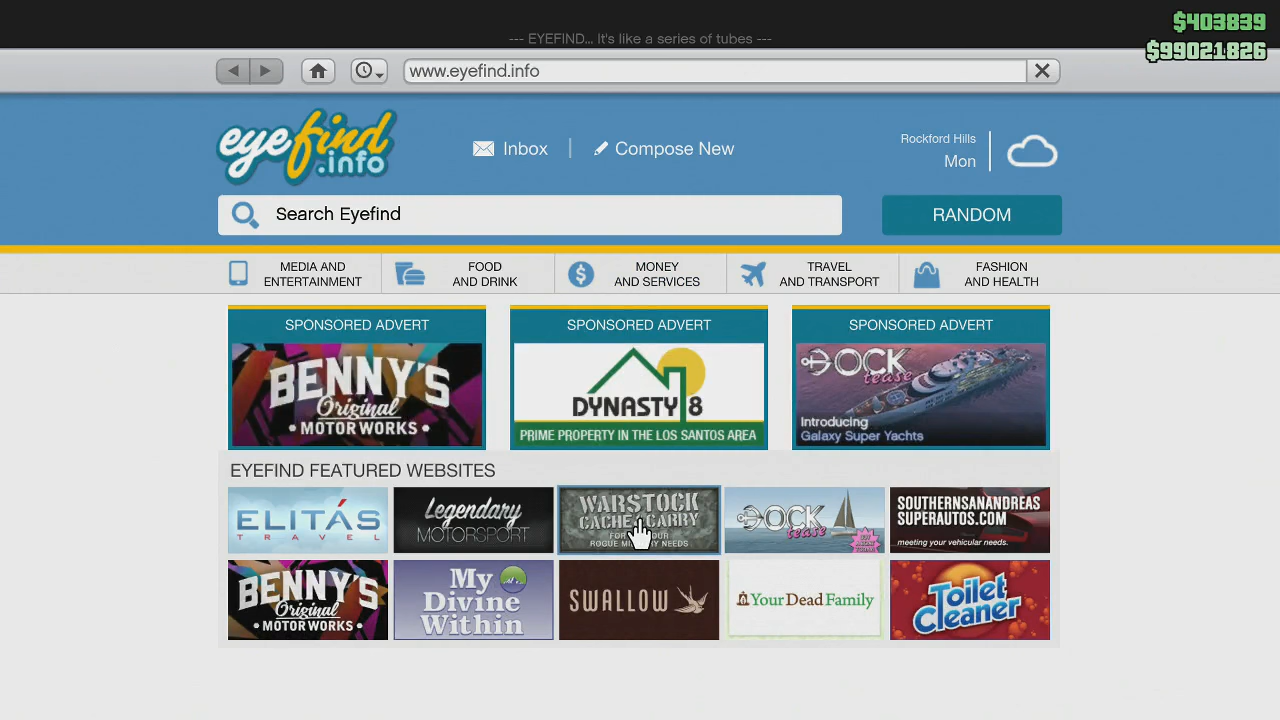 $403839
--- EYEFIND... It's like a series of tubes ---
$99021826
www.eyefind.info
eyefind
.info
Inbox
Compose New
Rockford Hills
Mon
Search Eyefind
RANDOM
MEDIA AND
ENTERTAINMENT
FOOD
AND DRINK
MONEY
AND SERVICES
TRAVEL
AND TRANSPORT
FASHION
AND HEALTH
SPONSORED ADVERT
BENNY'S
Original
MOTOR WORKS
SPONSORED ADVERT
DYNASTY 8
PRIME PROPERTY IN THE LOS SANTOS AREA
SPONSORED ADVERT
DOCK
tease
Introducing
Galaxy Super Yachts
EYEFIND FEATURED WEBSITES
ELITÁS
TRAVEL
Legendary
MOTORSPORT
WARSTOCK
CACHE & CARRY
DOCK
tease
SOUTHERNSANANDREAS
SUPERAUTOS.COM
meeting your vehicular needs.
BENNY'S
Original
MOTOR WORKS
My
Divine
Within
SWALLOW
Your Dead Family
Toilet
Cleaner